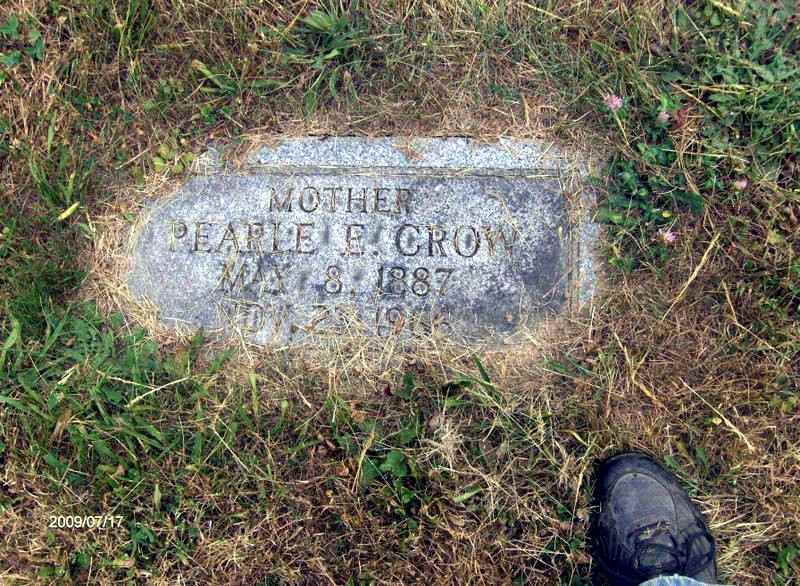 MOTHER
PEARLE E. CROW
MAY 8, 1887
NOV.
2009/07/17